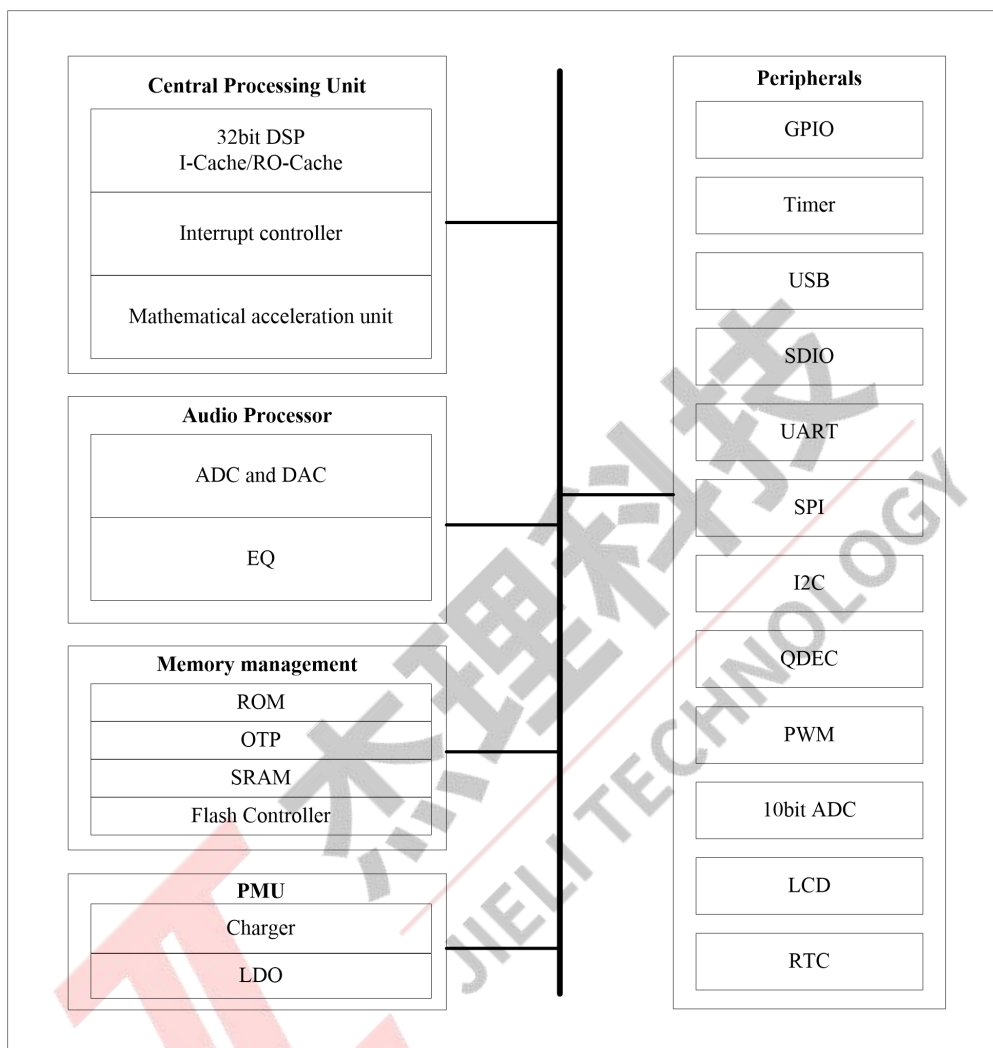 Central Processing Unit
32bit DSP
I-Cache/RO-Cache
Interrupt controller
Mathematical acceleration unit
Audio Processor
ADC and DAC
EQ
Memory management
ROM
OTP
SRAM
Flash Controller
PMU
Charger
LDO
Peripherals
GPIO
Timer
USB
SDIO
UART
SPI
I2C
QDEC
PWM
10bit ADC
LCD
RTC
杰理科技
JIELI TECHNOLOGY